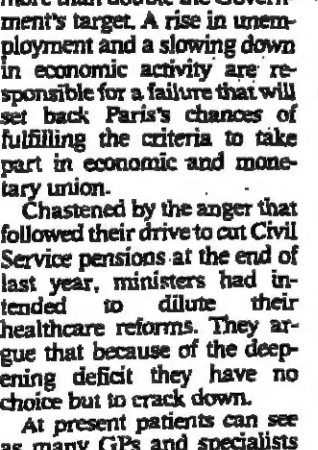 more than double the Govern-
ment's target. A rise in unem-
ployment and a slowing down
in economic activity are re-
sponsible for a failure that will
set back Paris's chances of
fulfilling the criteria to take
part in economic and mone-
tary union.
Chastened by the anger that
followed their drive to cut Civil
Service pensions at the end of
last year, ministers had in-
tended to dilute their
healthcare reforms. They ar-
gue that because of the deep-
ening deficit they have no
choice but to crack down.
At present patients can see
as many GPs and specialists